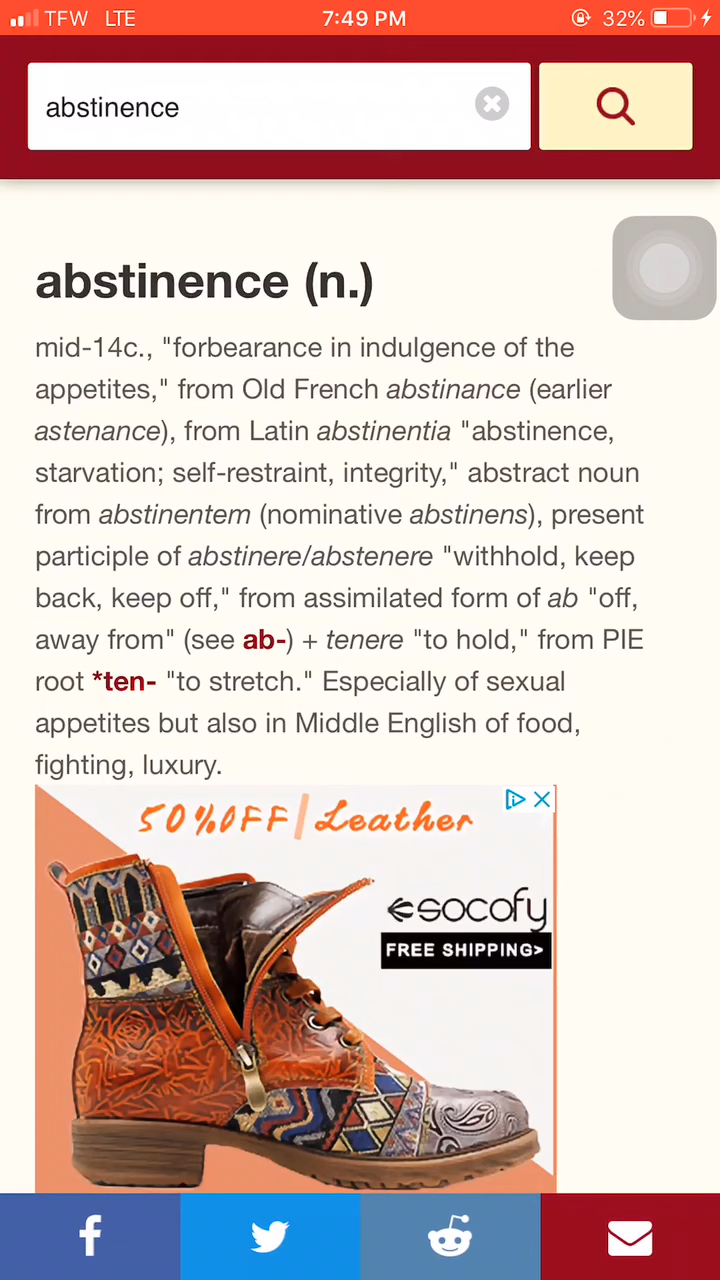 TFW LTE 7:49 PM 32%
abstinence
abstinence (n.)
mid-14c., "forbearance in indulgence of the
appetites," from Old French abstinance (earlier
astenance), from Latin abstinentia "abstinence,
starvation; self-restraint, integrity," abstract noun
from abstinentem (nominative abstinens), present
participle of abstinere/abstenere "withhold, keep
back, keep off," from assimilated form of ab "off,
away from" (see ab-) + tenere "to hold," from PIE
root *ten- "to stretch." Especially of sexual
appetites but also in Middle English of food,
fighting, luxury.
50%OFF|Leather
socofy
FREE SHIPPING>